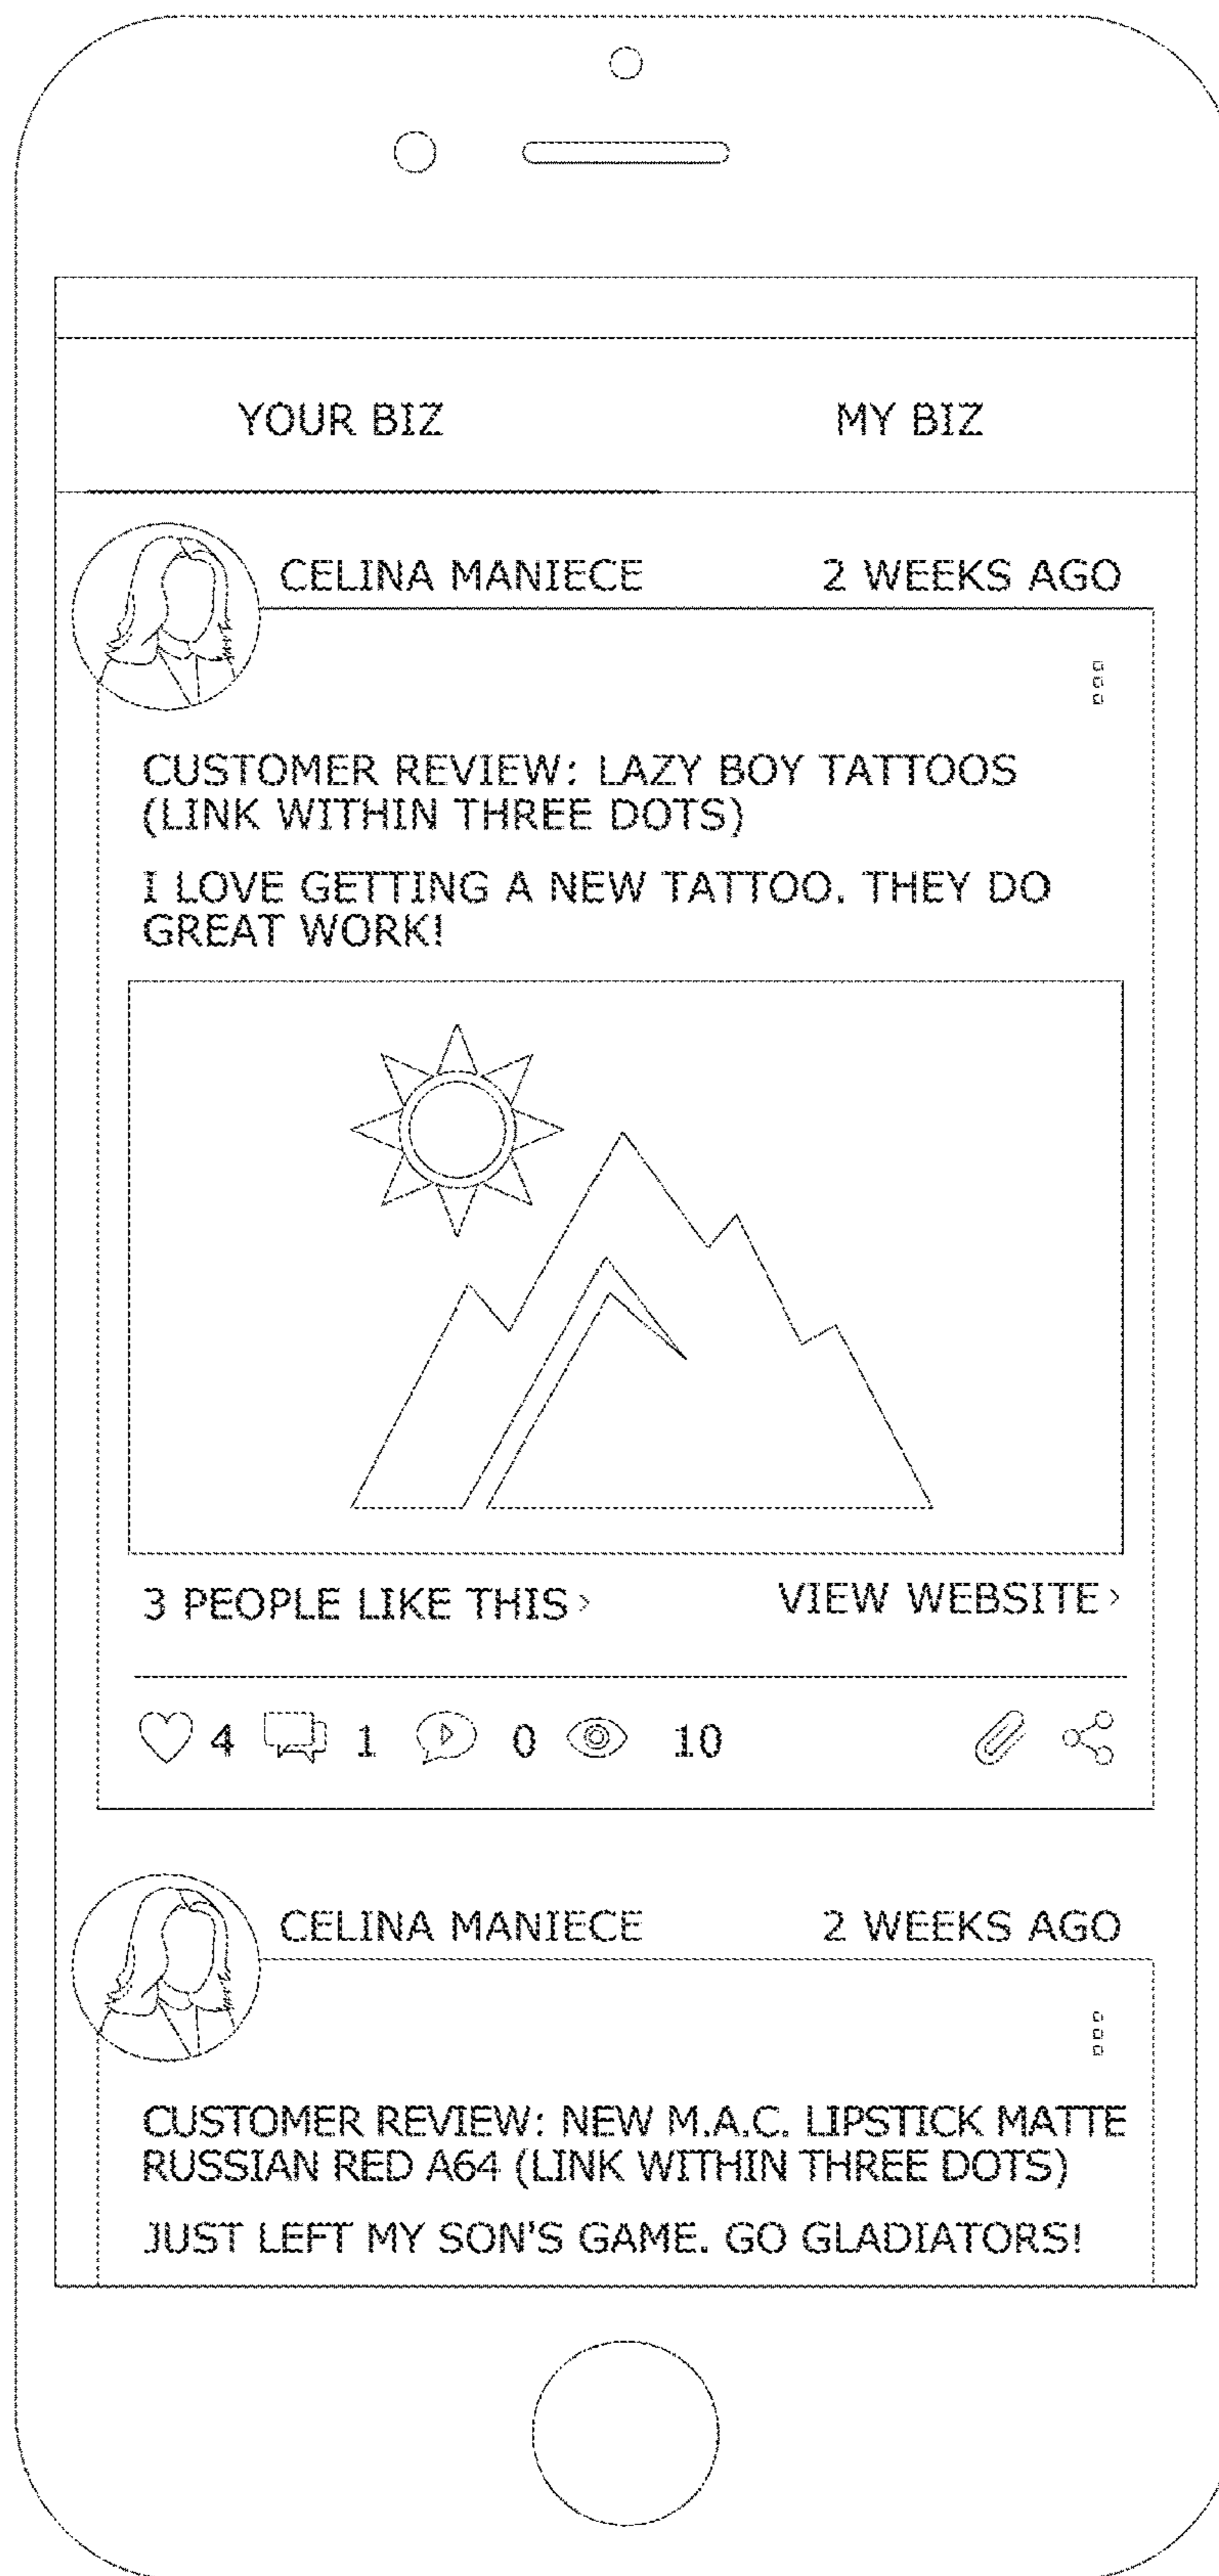 YOUR BIZ MY BIZ
CELINA MANIECE 2 WEEKS AGO
CUSTOMER REVIEW: LAZY BOY TATTOOS
(LINK WITHIN THREE DOTS)
I LOVE GETTING A NEW TATTOO. THEY DO
GREAT WORK!
3 PEOPLE LIKE THIS › VIEW WEBSITE ›
4 1 0 10
CELINA MANIECE 2 WEEKS AGO
CUSTOMER REVIEW: NEW M.A.C. LIPSTICK MATTE
RUSSIAN RED A64 (LINK WITHIN THREE DOTS)
JUST LEFT MY SON'S GAME. GO GLADIATORS!